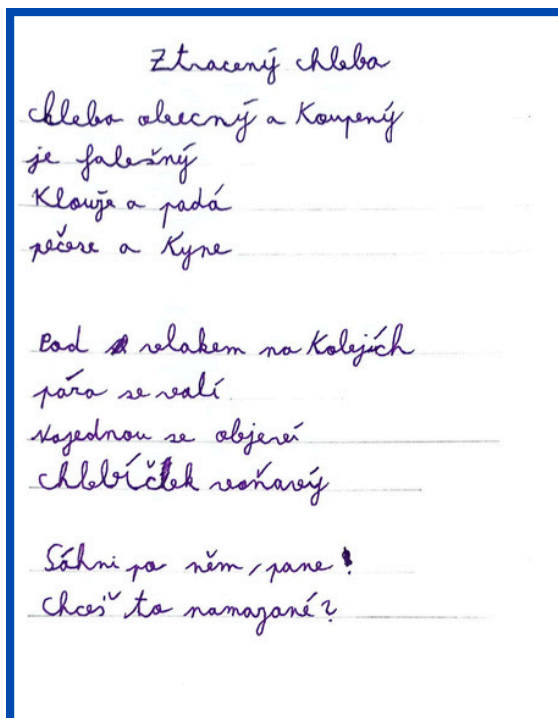 Ztracený chleba
chleba obecný a Koupený
je falešný
Klouže a padá
pečese a Kyne
Pod vlakem na Kolejích
pára se valí
Najednou se objeví
chlebíček voňavý
Sáhni po něm, pane!
Chceš to namazané?